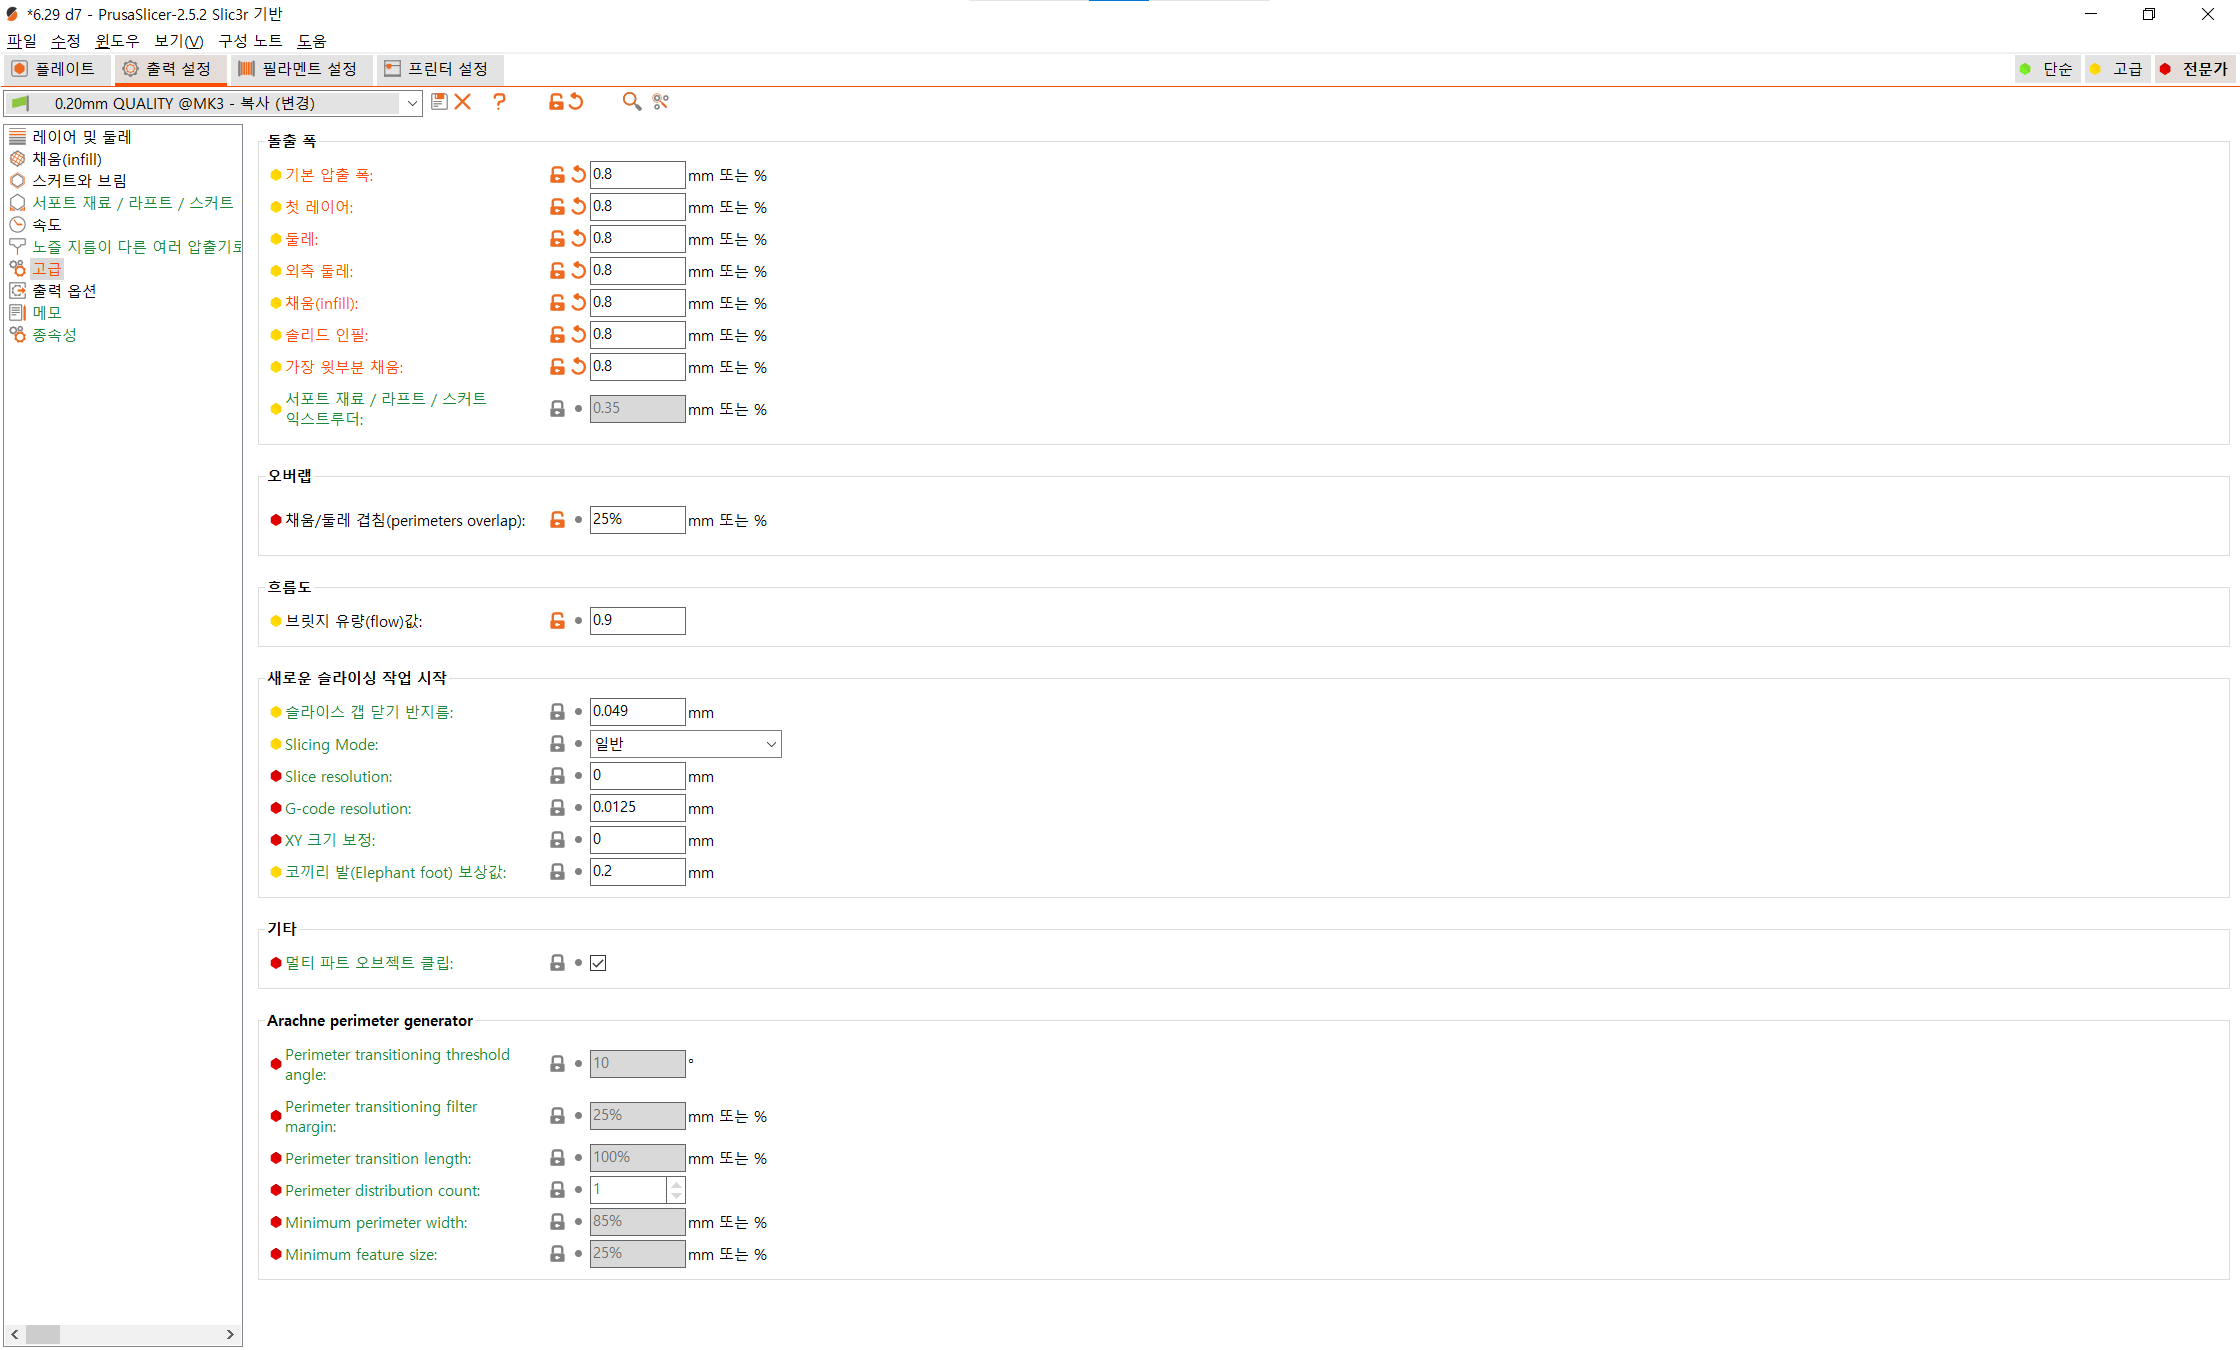 *6.29 d7 - PrusaSlicer-2.5.2 Slic3r 기반
파일 수정 윈도우 보기(V) 구성 노트 도움
플레이트 출력 설정 필라멘트 설정 프린터 설정 단순 고급 전문가
0.20mm QUALITY @MK3 - 복사 (변경)
레이어 및 둘레
채움(infill)
스커트와 브림
서포트 재료 / 라프트 / 스커트
속도
노즐 지름이 다른 여러 압출기로
고급
출력 옵션
메모
종속성
돌출 폭
기본 압출 폭: 0.8 mm 또는 %
첫 레이어: 0.8 mm 또는 %
둘레: 0.8 mm 또는 %
외측 둘레: 0.8 mm 또는 %
채움(infill): 0.8 mm 또는 %
솔리드 인필: 0.8 mm 또는 %
가장 윗부분 채움: 0.8 mm 또는 %
서포트 재료 / 라프트 / 스커트
익스트루더: 0.35 mm 또는 %
오버랩
채움/둘레 겹침(perimeters overlap): 25% mm 또는 %
흐름도
브릿지 유량(flow)값: 0.9
새로운 슬라이싱 작업 시작
슬라이스 갭 닫기 반지름: 0.049 mm
Slicing Mode: 일반
Slice resolution: 0 mm
G-code resolution: 0.0125 mm
XY 크기 보정: 0 mm
코끼리 발(Elephant foot) 보상값: 0.2 mm
기타
멀티 파트 오브젝트 클립:
Arachne perimeter generator
Perimeter transitioning threshold
angle: 10 °
Perimeter transitioning filter
margin: 25% mm 또는 %
Perimeter transition length: 100% mm 또는 %
Perimeter distribution count: 1
Minimum perimeter width: 85% mm 또는 %
Minimum feature size: 25% mm 또는 %